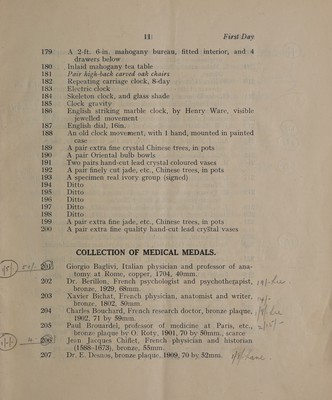 11 First Day
179 A 2-ft. 6-in. mahogany bureau, fitted interior, and 4
drawers below
180 Inlaid mahogany tea table
181 Pair high-back carved oak chairs
182 Repeating carriage clock, 8-day
183 Electric clock
184 Skeleton clock, and glass shade
185 Clock gravity
186 English striking marble clock, by Henry Ware, visible
jewelled movement
187 English dial, 16in.
188 An old clock movement, with 1 hand, mounted in painted
case
189 A pair extra fine crystal Chinese trees, in pots
190 A pair Oriental bulb bowls
191 Two pairs hand-cut lead crystal coloured vases
192 A pair finely cut jade, etc., Chinese trees, in pots
193 A specimen real ivory group (signed)
194 Ditto
195 Ditto
196 Ditto
197 Ditto
198 Ditto
199 A pair extra fine jade, etc., Chinese trees, in pots
200 A pair extra fine quality hand-cut lead crystal vases
COLLECTION OF MEDICAL MEDALS.
201 Giorgio Baglivi, Italian physician and professor of ana-
tomy at Rome, copper, 1704, 40mm.
202 Dr. Berillon, French psychologist and psychotherapist,
bronze, 1929, 68mm.
203 Xavier Bichat, French physician, anatomist and writer,
bronze, 1802, 50mm
204 Charles Bouchard, French research doctor, bronze plaque,
1902, 71 by 59mm.
205 Paul Bronardel, professor of medicine at Paris, etc.,
bronze plaque by O. Roty, 1901, 70 by 50mm., scarce
206 Jean Jacques Chiflet, French physician and historian
(1588-1673), bronze, 55mm.
207 Dr. E. Desnos, bronze plaque, 1909, 70 by 52mm.